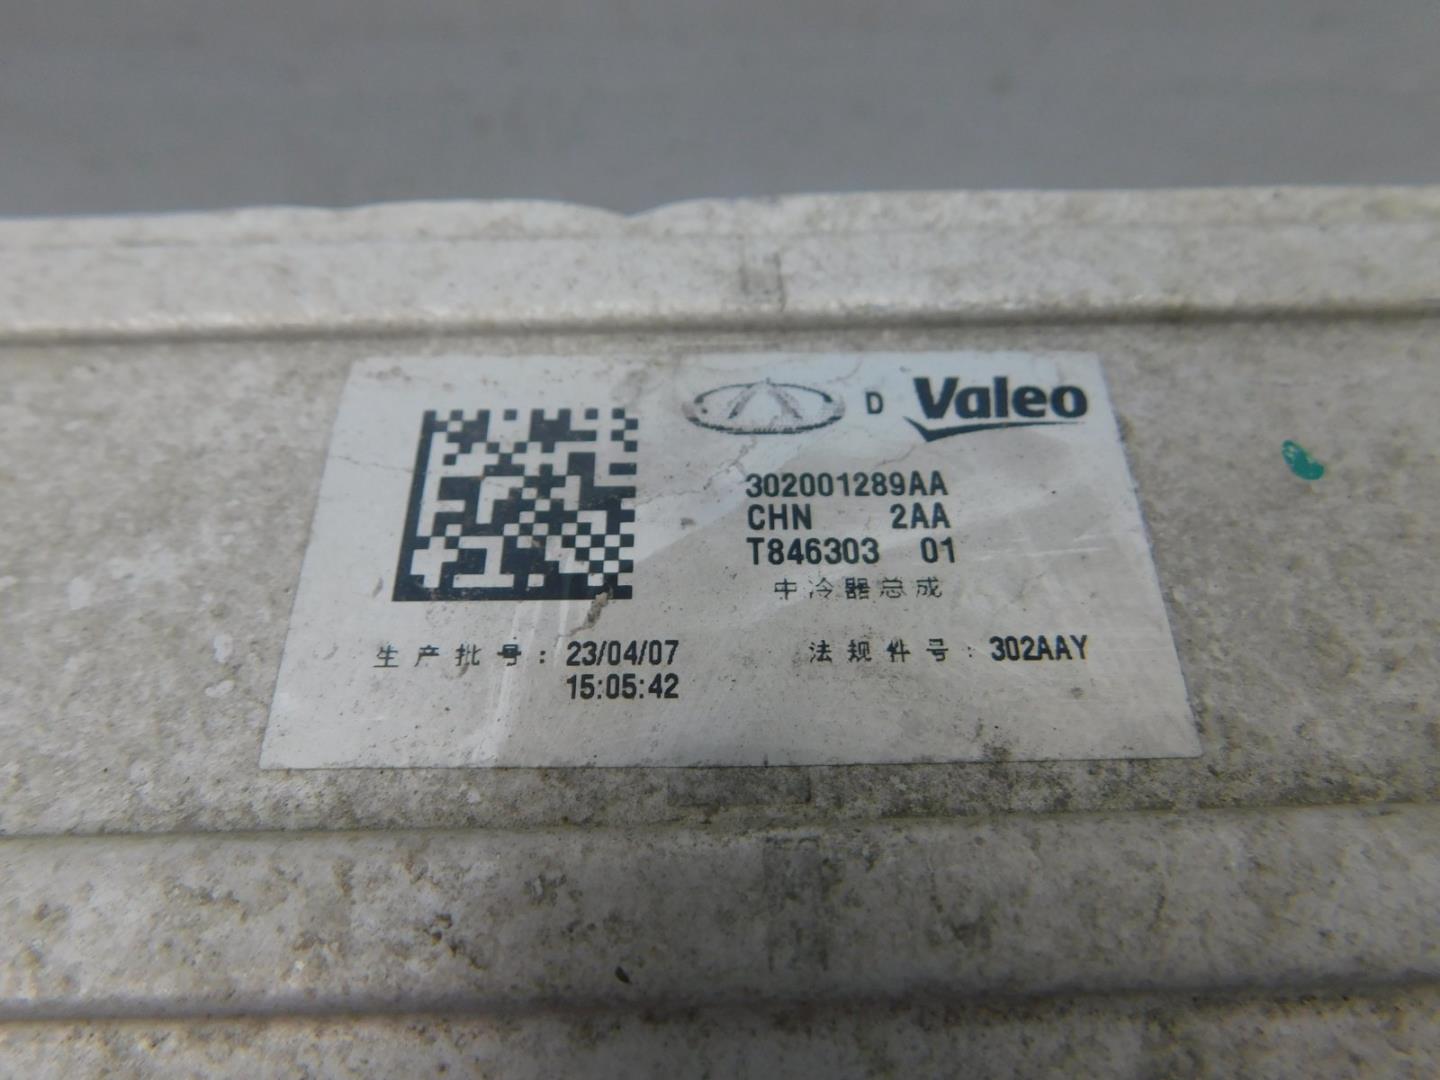 D Valeo
302001289AA
CHN 2AA
T846303 01
中冷器总成
生产批号: 23/04/07
15:05:42
法规件号: 302AAY